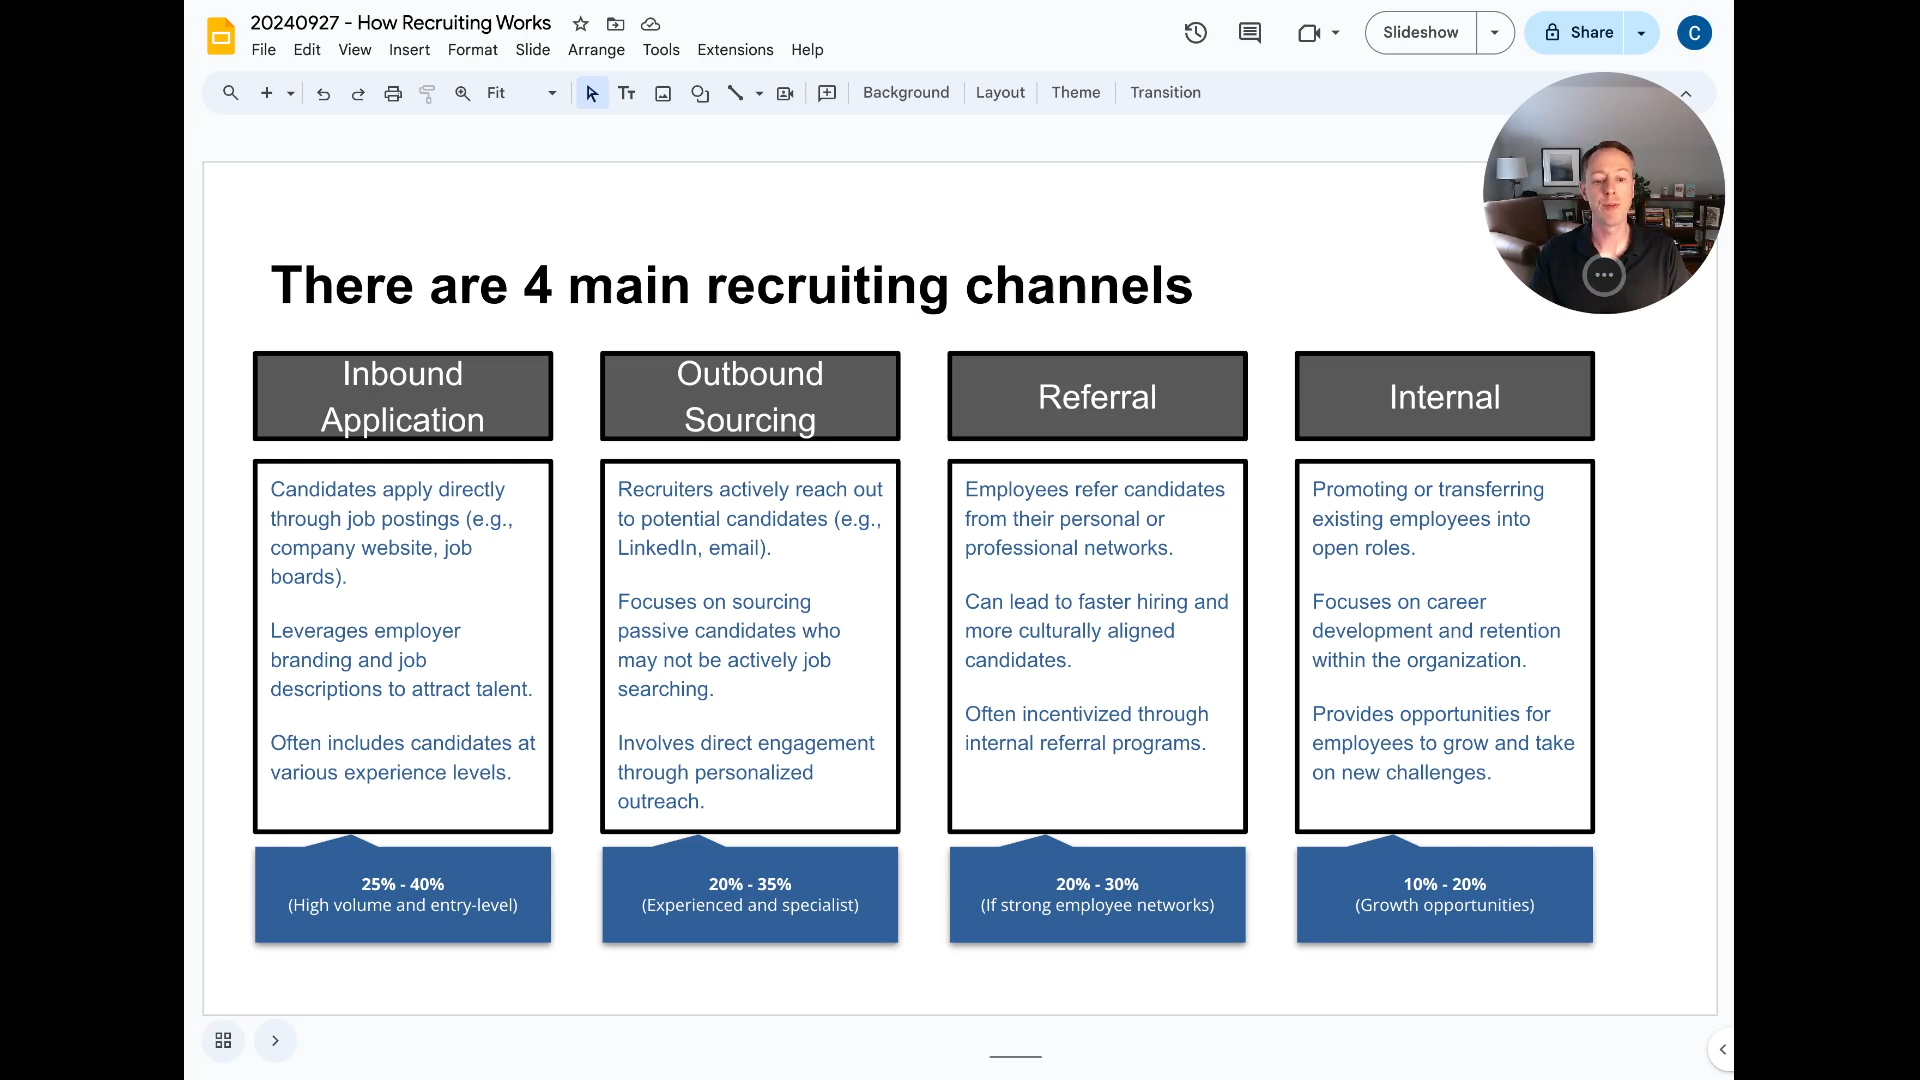 20240927 - How Recruiting Works
File Edit View Insert Format Slide Arrange Tools Extensions Help
Slideshow
Share
C
Fit
Tт
Background
Layout
Theme
Transition
There are 4 main recruiting channels
Inbound
Application
Candidates apply directly
through job postings (e.g.,
company website, job
boards).
Leverages employer
branding and job
descriptions to attract talent.
Often includes candidates at
various experience levels.
25% - 40%
(High volume and entry-level)
Outbound
Sourcing
Recruiters actively reach out
to potential candidates (e.g.,
LinkedIn, email).
Focuses on sourcing
passive candidates who
may not be actively job
searching.
Involves direct engagement
through personalized
outreach.
20% - 35%
(Experienced and specialist)
Referral
Employees refer candidates
from their personal or
professional networks.
Can lead to faster hiring and
more culturally aligned
candidates.
Often incentivized through
internal referral programs.
20% - 30%
(If strong employee networks)
Internal
Promoting or transferring
existing employees into
open roles.
Focuses on career
development and retention
within the organization.
Provides opportunities for
employees to grow and take
on new challenges.
10% - 20%
(Growth opportunities)